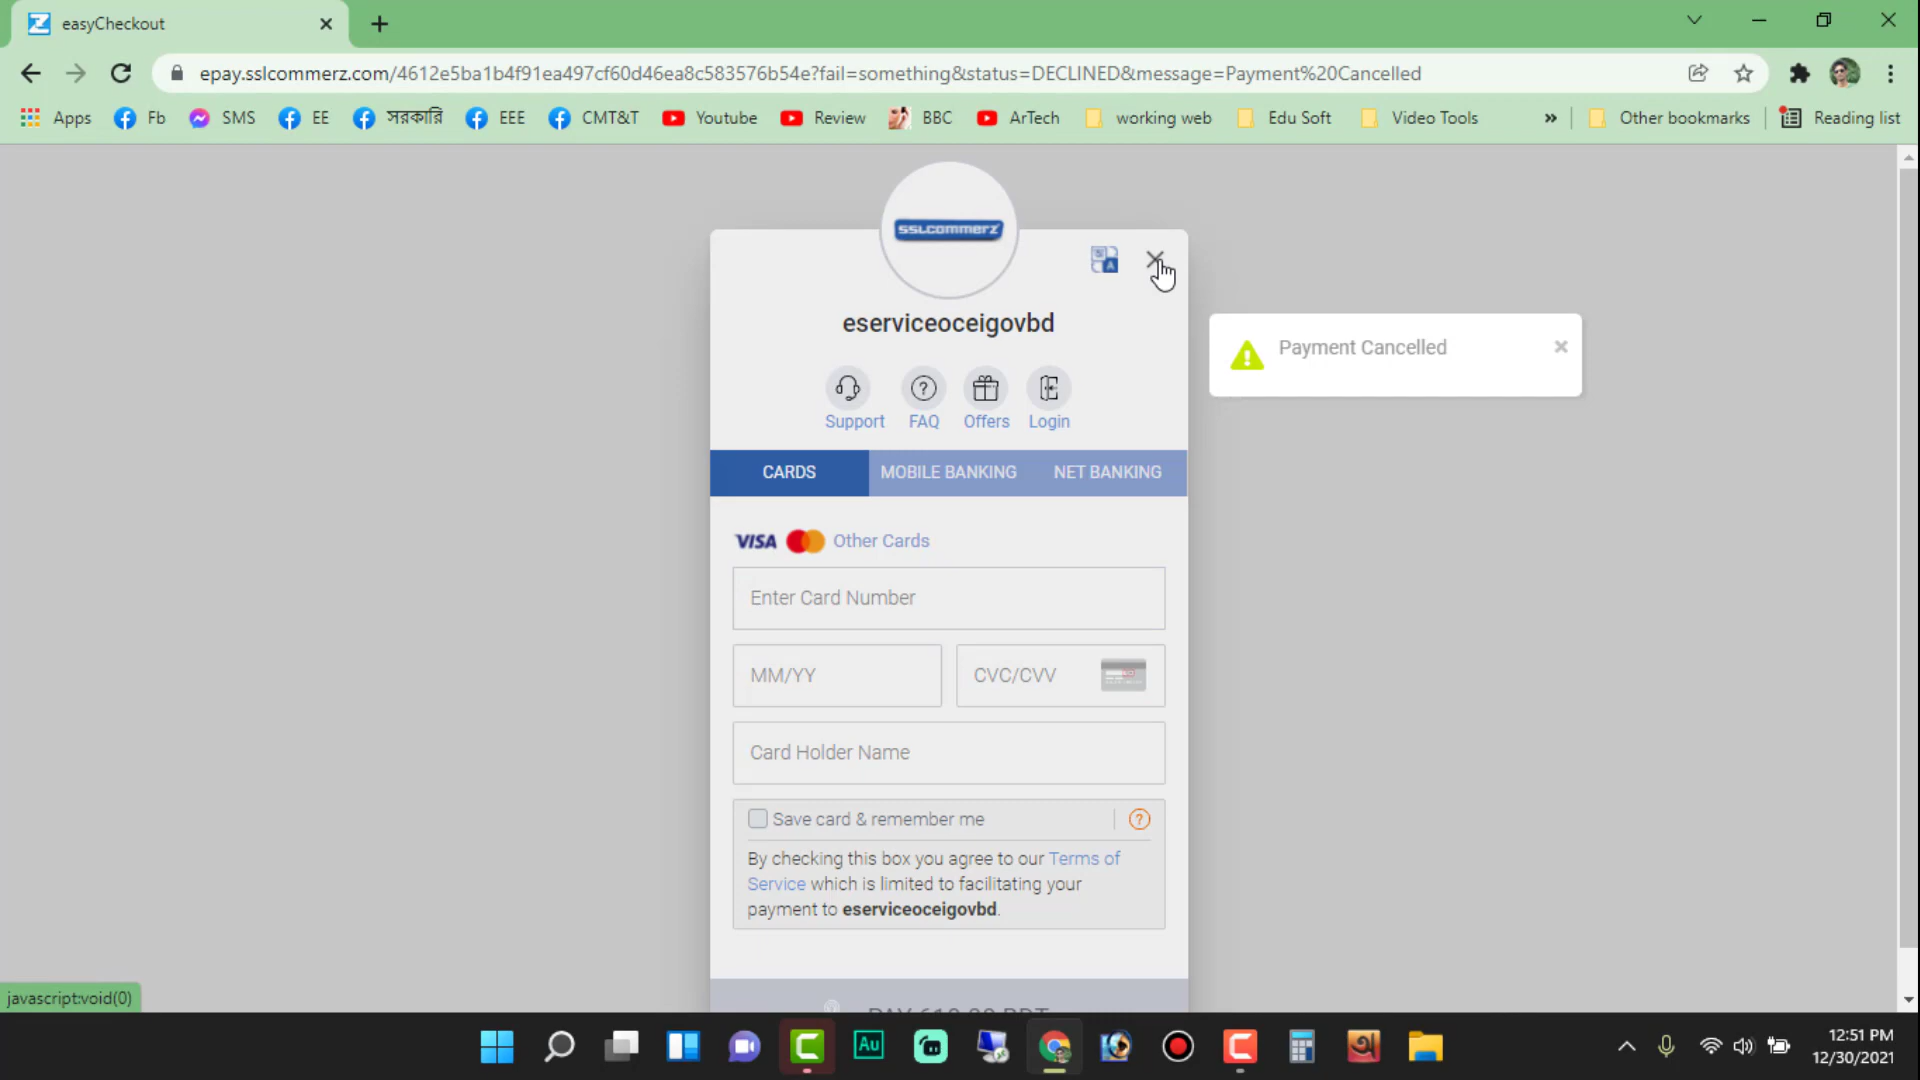 easyCheckout
epay.sslcommerz.com/4612e5ba1b4f91ea497cf60d46ea8c583576b54e?fail=something&status=DECLINED&message=Payment%20Cancelled
Apps Fb SMS EE সরকারি EEE CMT&T Youtube Review BBC ArTech working web Edu Soft Video Tools » Other bookmarks Reading list
SSLCOMMERZ
eserviceoceigovbd
Payment Cancelled
Support FAQ Offers Login
CARDS MOBILE BANKING NET BANKING
VISA Other Cards
Enter Card Number
MM/YY CVC/CVV
Card Holder Name
Save card & remember me ?
By checking this box you agree to our Terms of
Service which is limited to facilitating your
payment to eserviceoceigovbd.
javascript:void(0)
Au
12:51 PM
12/30/2021